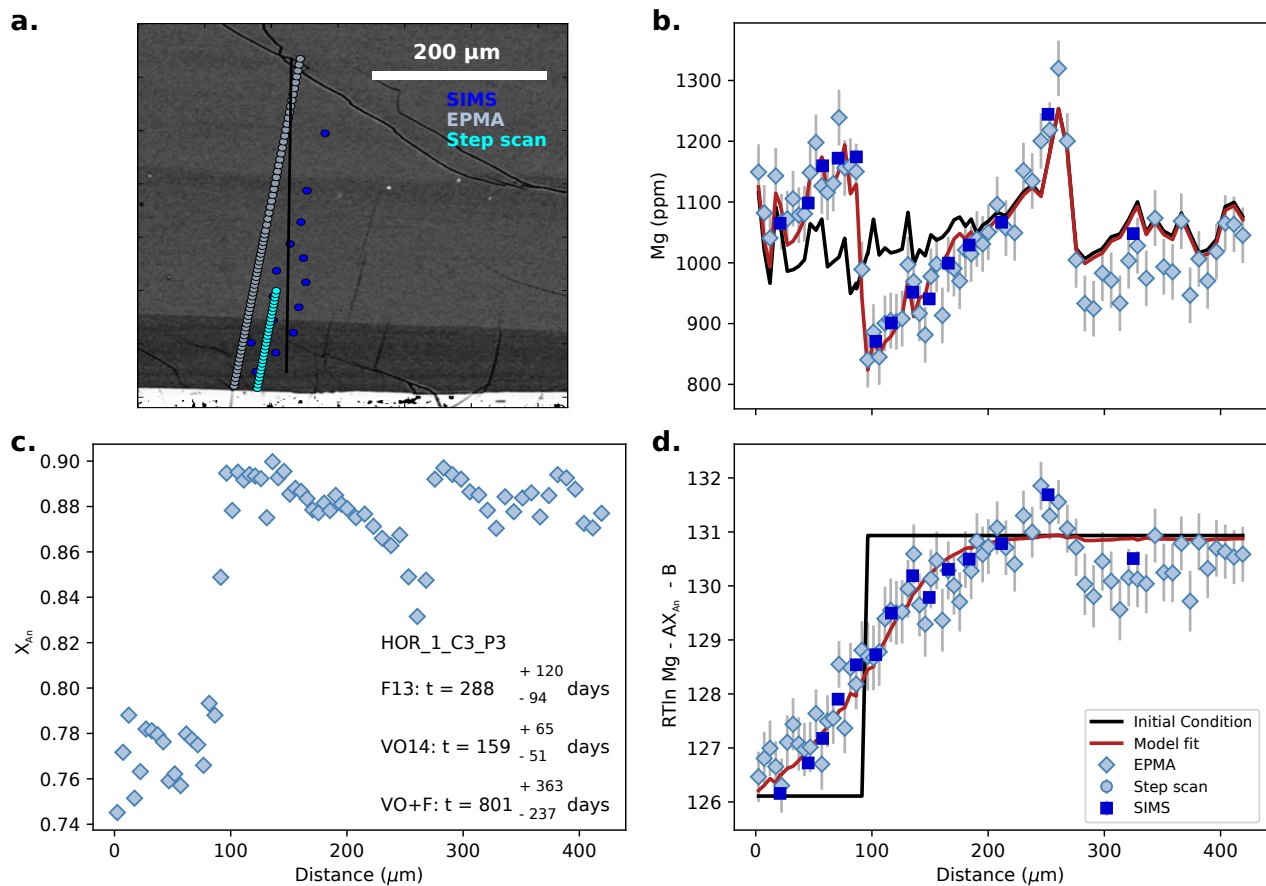 a.
200 µm
SIMS
EPMA
Step scan
b.
1300
1200
1100
1000
900
800
Mg (ppm)
c.
0.90
0.88
0.86
0.84
0.82
0.80
0.78
0.76
0.74
X_An
HOR_1_C3_P3
F13: t = 288 + 120 - 94 days
VO14: t = 159 + 65 - 51 days
VO+F: t = 801 + 363 - 237 days
0 100 200 300 400
Distance (µm)
d.
132
131
130
129
128
127
126
RTln Mg - AX_An - B
Initial Condition
Model fit
EPMA
Step scan
SIMS
0 100 200 300 400
Distance (µm)